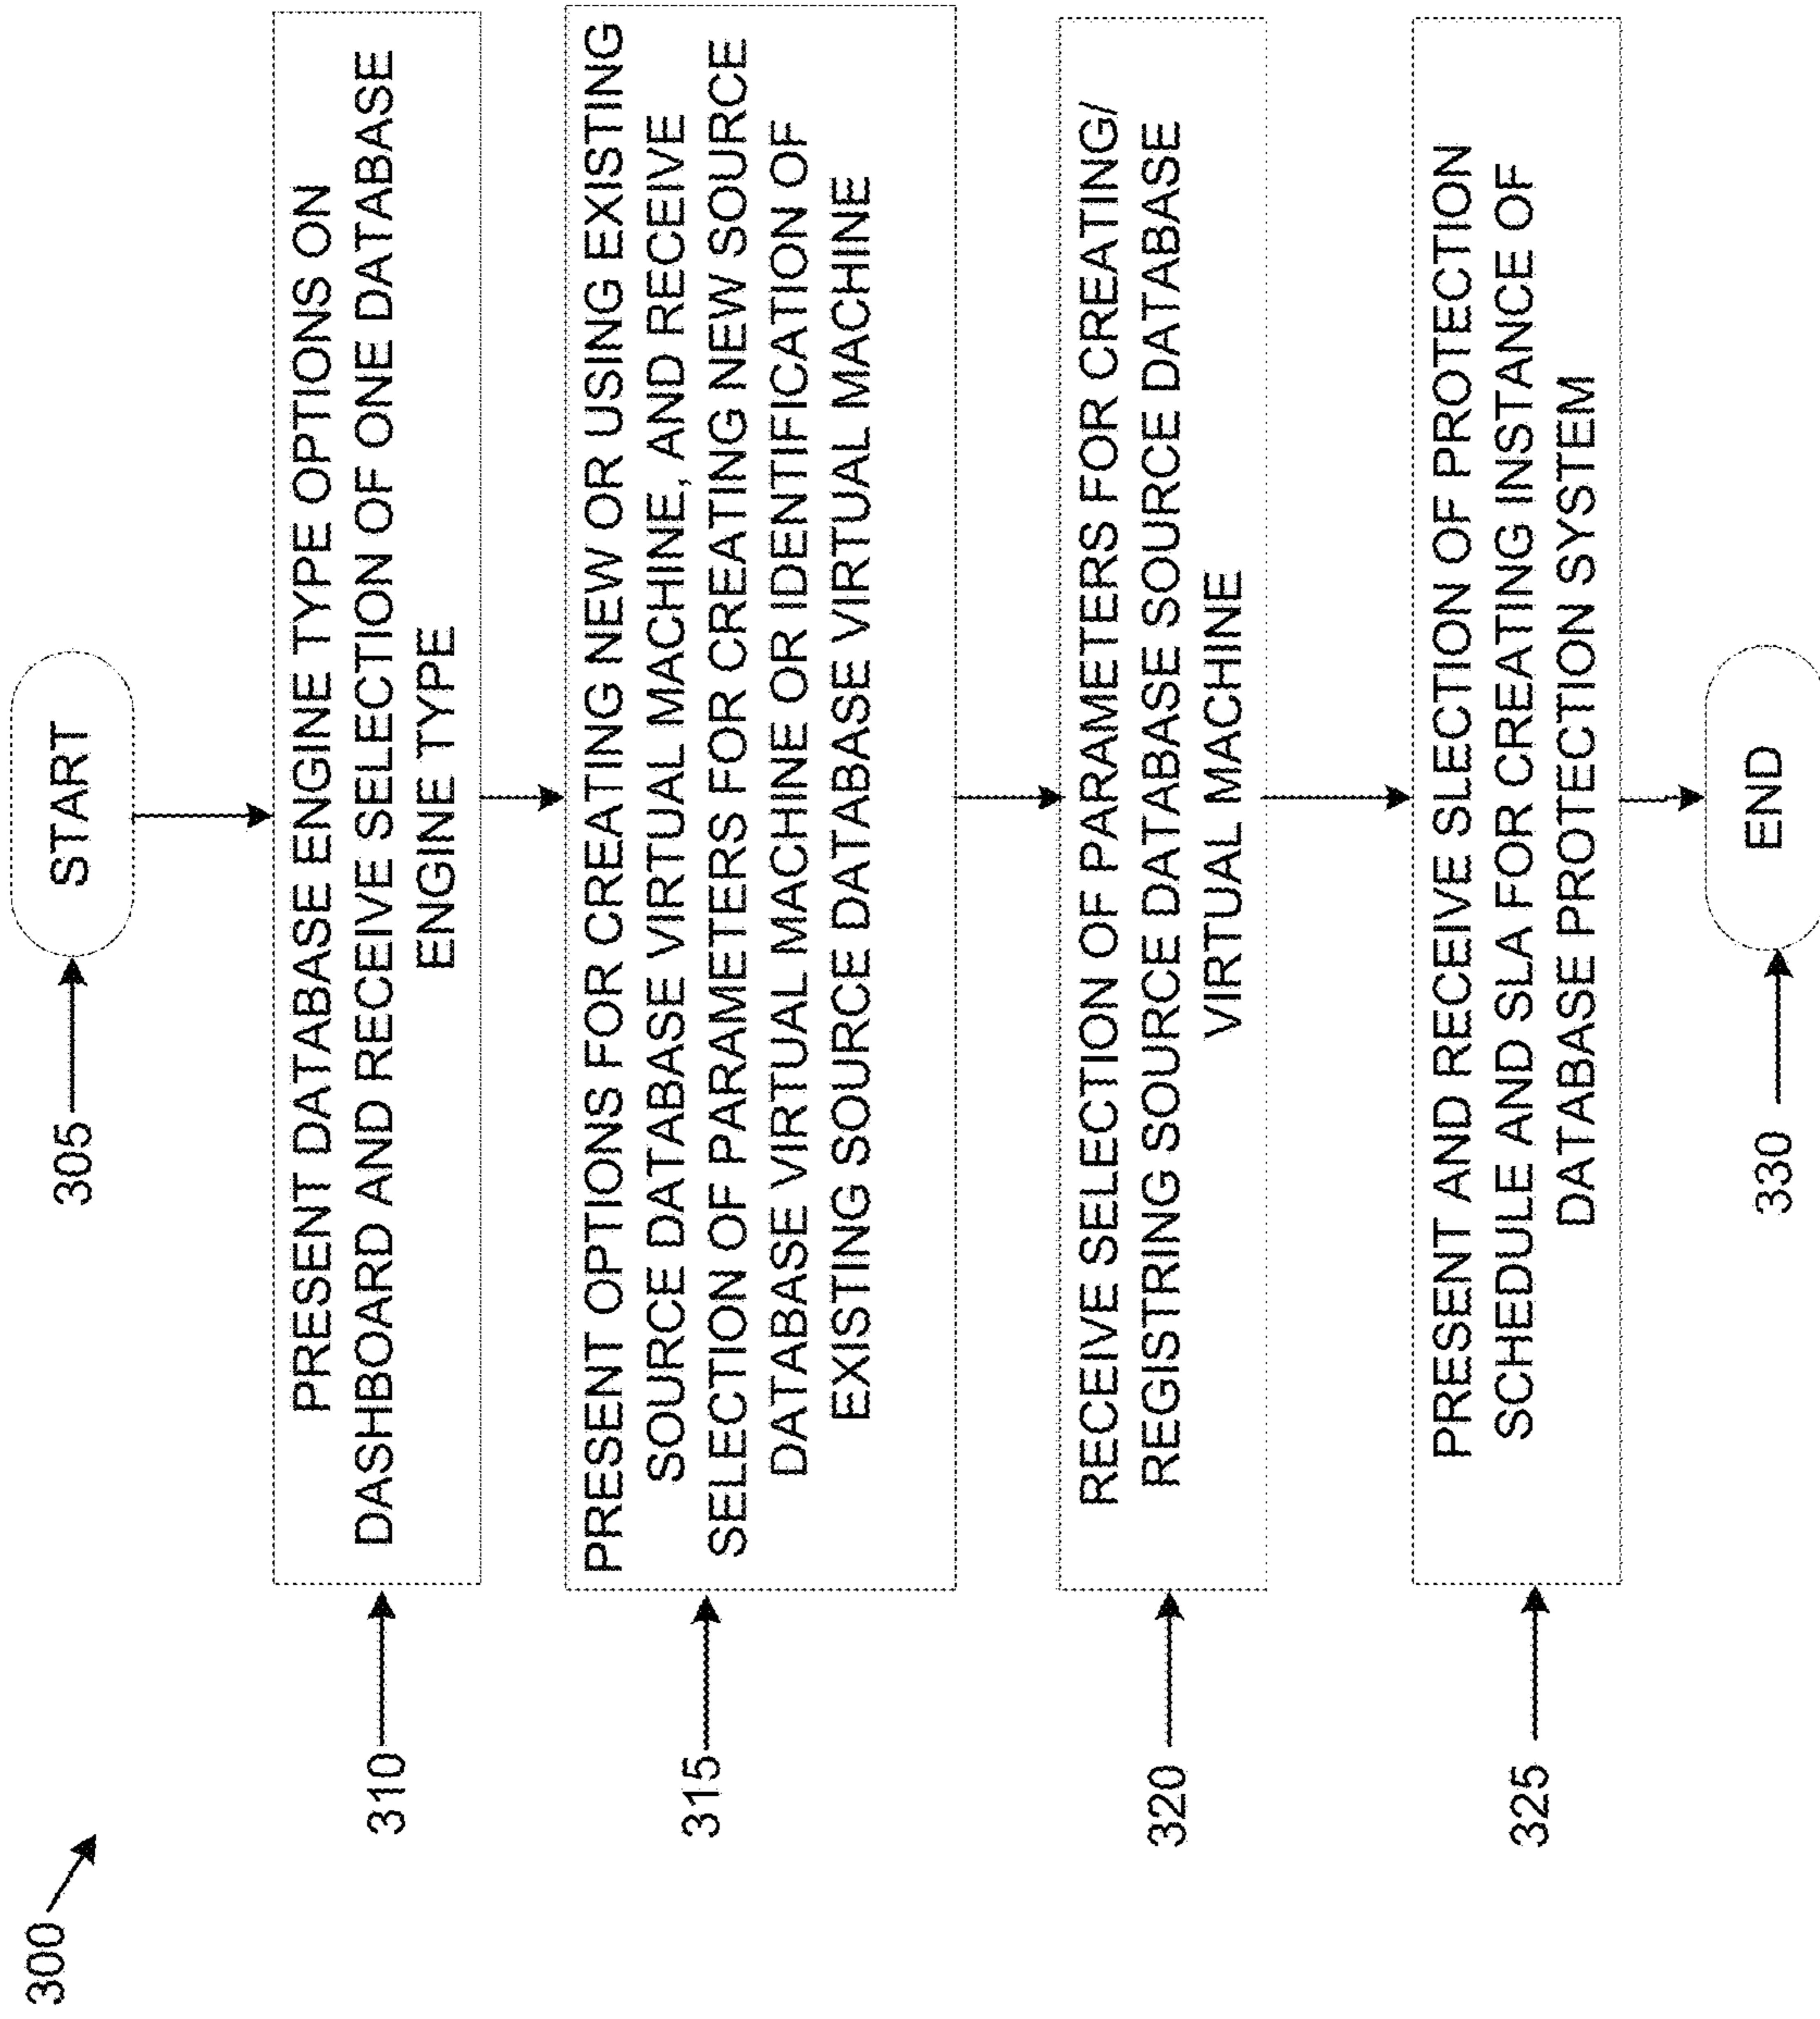 300
305
START
310
PRESENT DATABASE ENGINE TYPE OPTIONS ON
DASHBOARD AND RECEIVE SELECTION OF ONE DATABASE
ENGINE TYPE
315
PRESENT OPTIONS FOR CREATING NEW OR USING EXISTING
SOURCE DATABASE VIRTUAL MACHINE, AND RECEIVE
SELECTION OF PARAMETERS FOR CREATING NEW SOURCE
DATABASE VIRTUAL MACHINE OR IDENTIFICATION OF
EXISTING SOURCE DATABASE VIRTUAL MACHINE
320
RECEIVE SELECTION OF PARAMETERS FOR CREATING/
REGISTRING SOURCE DATABASE SOURCE DATABASE
VIRTUAL MACHINE
325
PRESENT AND RECEIVE SLECTION OF PROTECTION
SCHEDULE AND SLA FOR CREATING INSTANCE OF
DATABASE PROTECTION SYSTEM
330
END